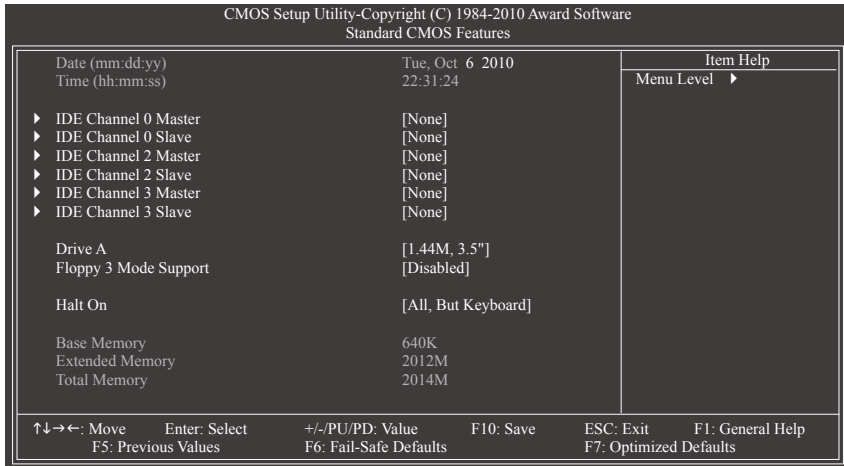 CMOS Setup Utility-Copyright (C) 1984-2010 Award Software
Standard CMOS Features
Date (mm:dd:yy) Tue, Oct 6 2010
Time (hh:mm:ss) 22:31:24
IDE Channel 0 Master [None]
IDE Channel 0 Slave [None]
IDE Channel 2 Master [None]
IDE Channel 2 Slave [None]
IDE Channel 3 Master [None]
IDE Channel 3 Slave [None]
Drive A [1.44M, 3.5"]
Floppy 3 Mode Support [Disabled]
Halt On [All, But Keyboard]
Base Memory 640K
Extended Memory 2012M
Total Memory 2014M
Item Help
Menu Level
↑↓→←: Move Enter: Select +/-/PU/PD: Value F10: Save ESC: Exit F1: General Help
F5: Previous Values F6: Fail-Safe Defaults F7: Optimized Defaults